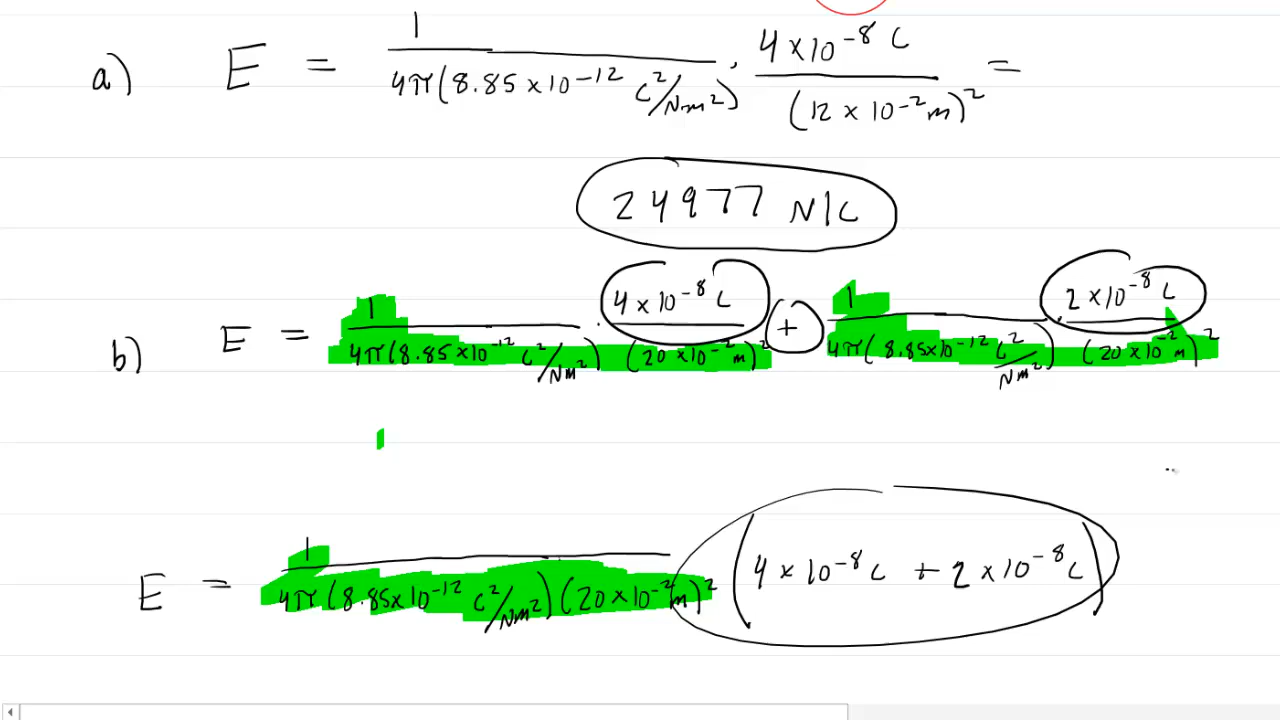 a) E = 1/4π(8.85 x 10⁻¹² C²/Nm²) · 4 x 10⁻⁸ C/(12 x 10⁻² m)² =
24977 N/C
b) E = 1/4π(8.85 x 10⁻¹² C²/Nm²) · 4 x 10⁻⁸ C/(20 x 10⁻² m)² + 1/4π(8.85 x 10⁻¹² C²/Nm²) · 2 x 10⁻⁸ C/(20 x 10⁻² m)²
E = 1/4π(8.85 x 10⁻¹² C²/Nm²)(20 x 10⁻² m)² (4 x 10⁻⁸ C + 2 x 10⁻⁸ C)